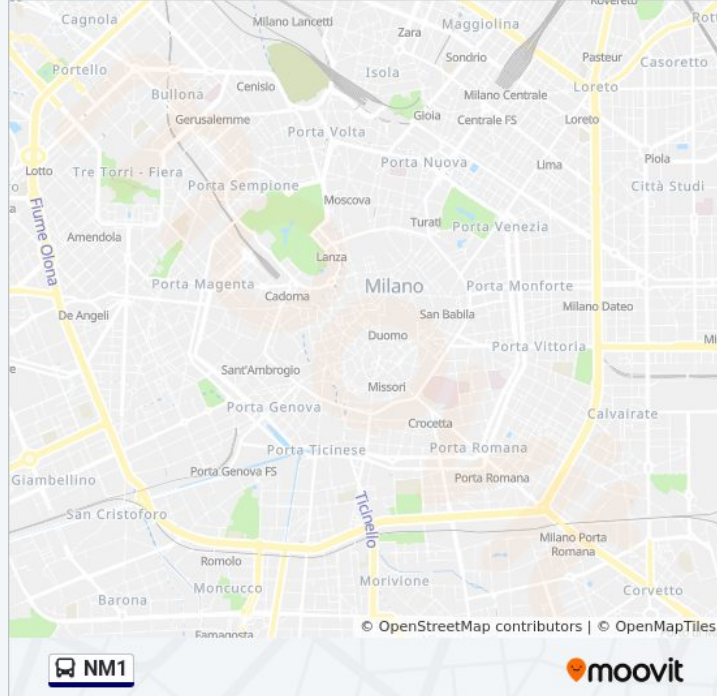 Rovereto
Cagnola
Milano Lancetti
Maggiolina
Zara
Sondrio
Pasteur
Casoretto
Portello
Isola
Cenisio
Bullona
Milano Centrale
Loreto
Gerusalemme
Gioia
Centrale FS
Loreto
Porta Volta
Lotto
Tre Torri - Fiera
Porta Nuova
Lima
Piola
Porta Sempione
Città Studi
Moscova
Fiume Olona
Turati
Porta Venezia
Amendola
Lanza
Porta Magenta
Milano
Porta Monforte
Cadorna
Milano Dateo
De Angeli
San Babila
Duomo
Porta Vittoria
Sant'Ambrogio
Missori
Porta Genova
Crocetta
Calvairate
Porta Ticinese
Porta Romana
Porta Genova FS
Porta Romana
Giambellino
Ticinello
San Cristoforo
Milano Porta
Romana
Romolo
Moncucco
Morivione
Corvetto
Barona
Famagosta
© OpenStreetMap contributors | © OpenMapTiles
NM1
moovit